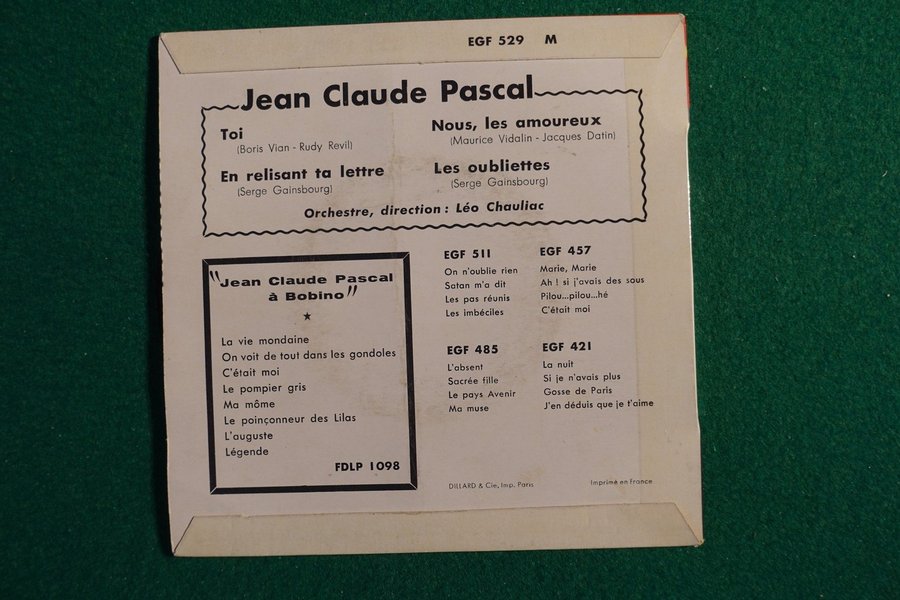 EGF 529 M
Jean Claude Pascal
Toi
(Boris Vian - Rudy Revil)
Nous, les amoureux
(Maurice Vidalin - Jacques Datin)
En relisant ta lettre
(Serge Gainsbourg)
Les oubliettes
(Serge Gainsbourg)
Orchestre, direction : Léo Chauliac
"Jean Claude Pascal
à Bobino"
★
La vie mondaine
On voit de tout dans les gondoles
C'était moi
Le pompier gris
Ma môme
Le poinçonneur des Lilas
L'auguste
Légende
FDLP 1098
EGF 511
On n'oublie rien
Satan m'a dit
Les pas réunis
Les imbéciles
EGF 457
Marie, Marie
Ah ! si j'avais des sous
Pilou...pilou...hé
C'était moi
EGF 485
L'absent
Sacrée fille
Le pays Avenir
Ma muse
EGF 421
La nuit
Si je n'avais plus
Gosse de Paris
J'en déduis que je t'aime
DILLARD & Cie, Imp. Paris
Imprimé en France